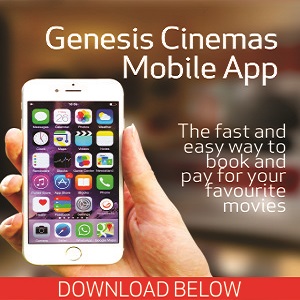 Genesis Cinemas
Mobile App
The fast and
easy way to
book and
pay for your
favourite
movies
DOWNLOAD BELOW